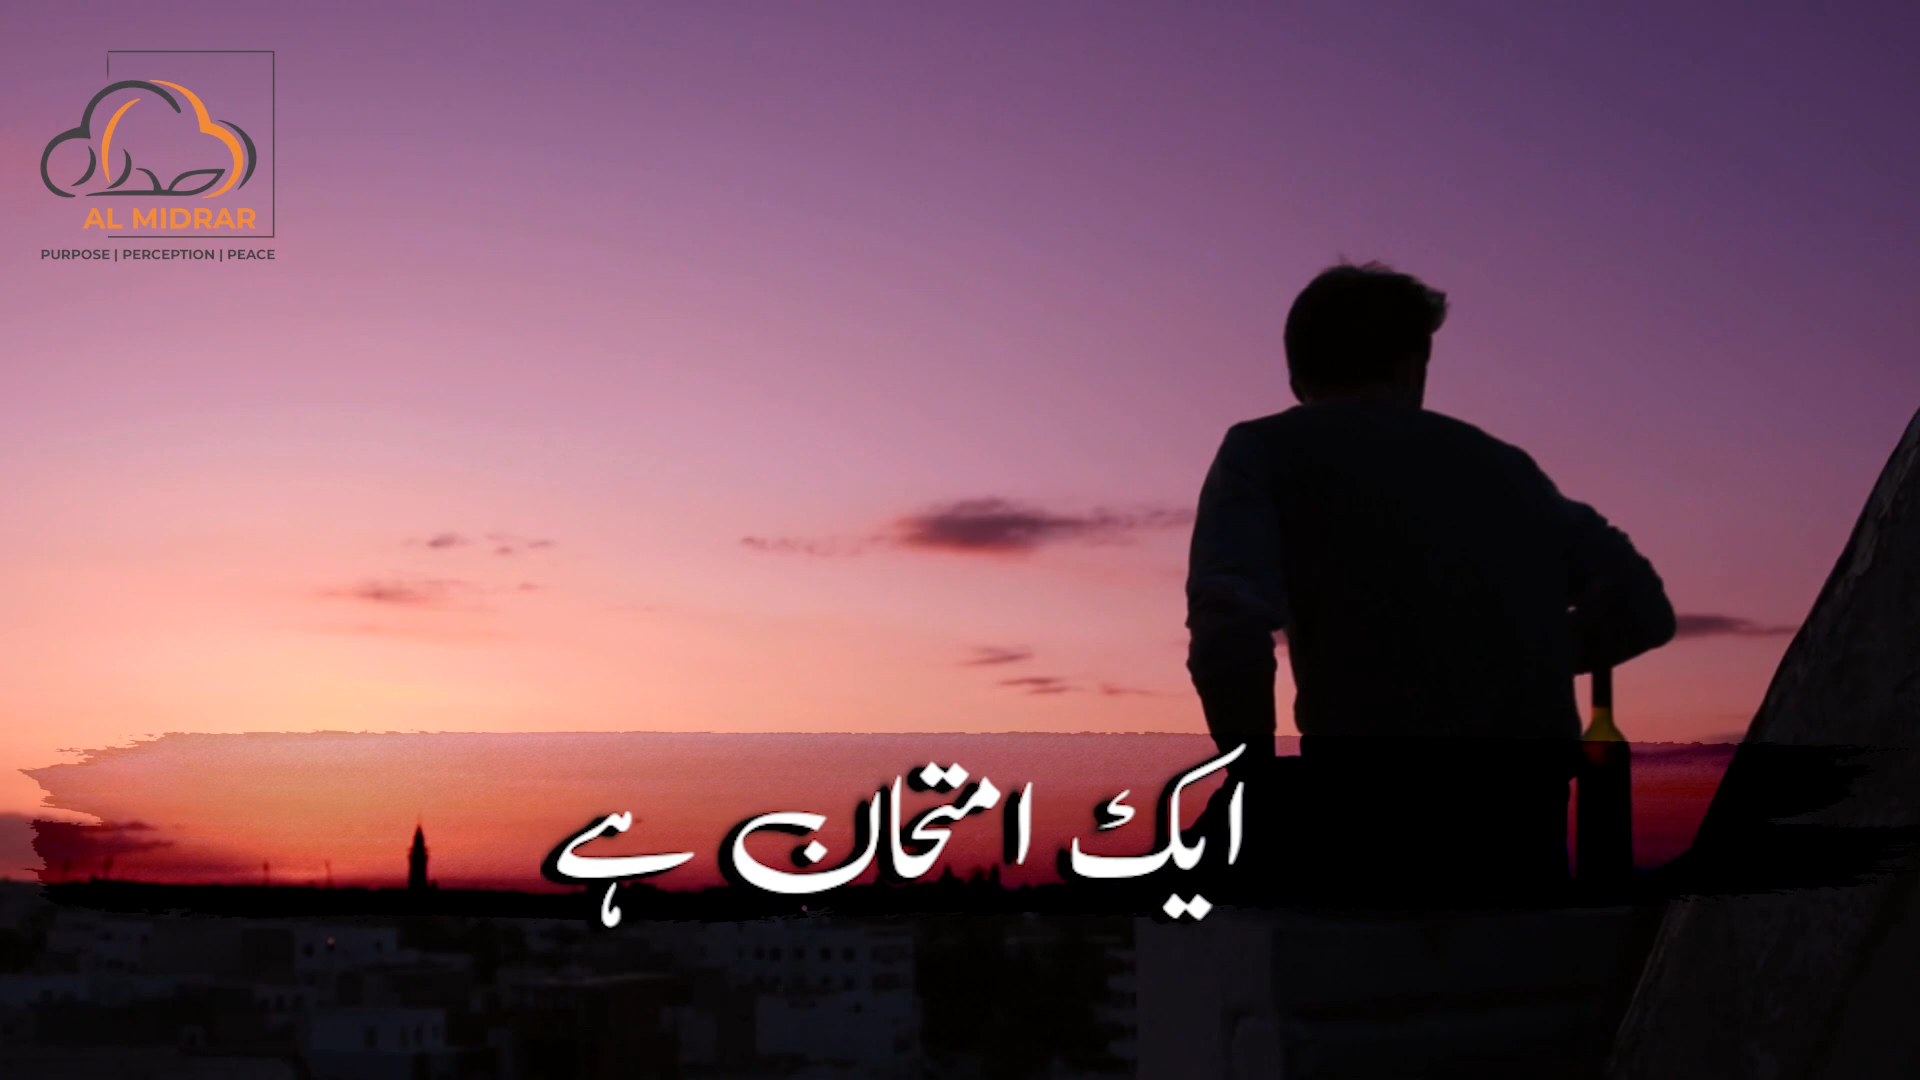 AL MIDRAR
PURPOSE | PERCEPTION | PEACE
ایک امتحان ہے